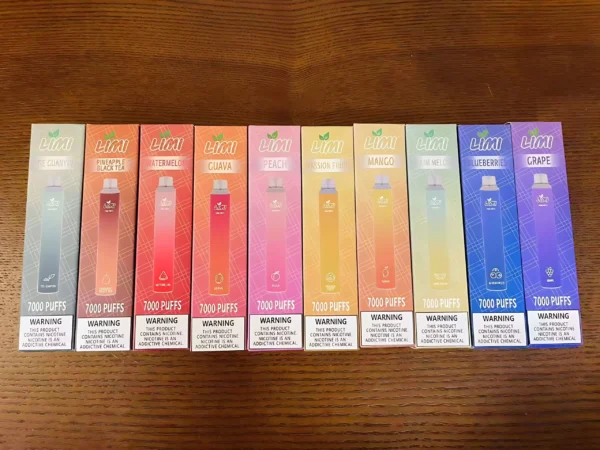 LIMI
TIE GUANYIN
7000 PUFFS
WARNING
THIS PRODUCT
CONTAINS NICOTINE.
NICOTINE IS AN
ADDICTIVE CHEMICAL
LIMI
PINEAPPLE
BLACK TEA
7000 PUFFS
WARNING
THIS PRODUCT
CONTAINS NICOTINE.
NICOTINE IS AN
ADDICTIVE CHEMICAL
LIMI
WATERMELON
7000 PUFFS
WARNING
THIS PRODUCT
CONTAINS NICOTINE.
NICOTINE IS AN
ADDICTIVE CHEMICAL
LIMI
GUAVA
7000 PUFFS
WARNING
THIS PRODUCT
CONTAINS NICOTINE.
NICOTINE IS AN
ADDICTIVE CHEMICAL
LIMI
PEACH
7000 PUFFS
WARNING
THIS PRODUCT
CONTAINS NICOTINE.
NICOTINE IS AN
ADDICTIVE CHEMICAL
LIMI
PASSION FRUIT
7000 PUFFS
WARNING
THIS PRODUCT
CONTAINS NICOTINE.
NICOTINE IS AN
ADDICTIVE CHEMICAL
LIMI
MANGO
7000 PUFFS
WARNING
THIS PRODUCT
CONTAINS NICOTINE.
NICOTINE IS AN
ADDICTIVE CHEMICAL
LIMI
7000 PUFFS
WARNING
THIS PRODUCT
CONTAINS NICOTINE.
NICOTINE IS AN
ADDICTIVE CHEMICAL
LIMI
BLUEBERRIES
7000 PUFFS
WARNING
THIS PRODUCT
CONTAINS NICOTINE.
NICOTINE IS AN
ADDICTIVE CHEMICAL
LIMI
GRAPE
7000 PUFFS
WARNING
THIS PRODUCT
CONTAINS NICOTINE.
NICOTINE IS AN
ADDICTIVE CHEMICAL